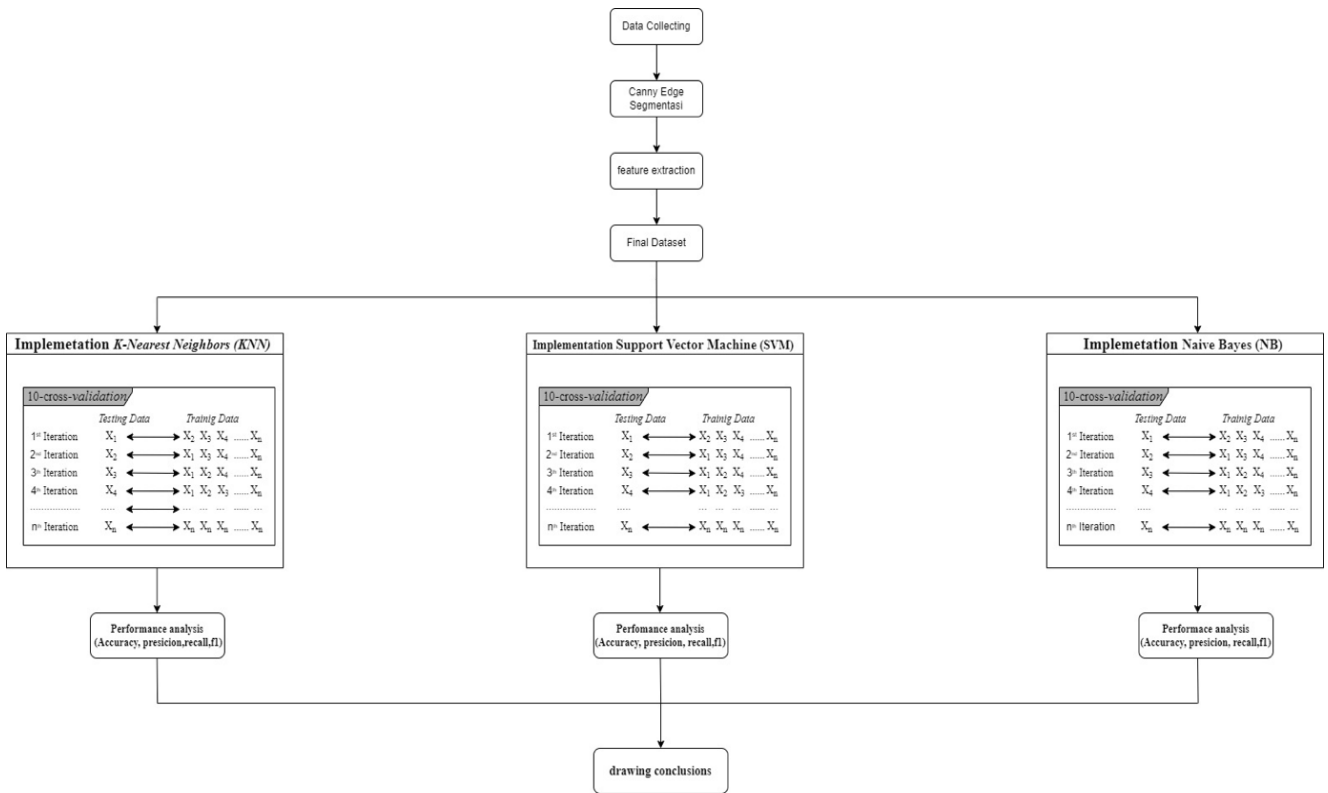 Data Collecting
Canny Edge
Segmentasi
feature extraction
Final Dataset
Implemetation K-Nearest Neighbors (KNN)
10-cross-validation
Testing Data Trainig Data
1st Iteration X1 X2 X3 X4 ...... Xn
2nd Iteration X2 X1 X3 X4 ...... Xn
3th Iteration X3 X1 X2 X4 ...... Xn
4th Iteration X4 X1 X2 X3 ...... Xn
..................... ..... ... ... ... ...... ...
nth Iteration Xn Xn Xn Xn ...... Xn
Performance analysis
(Accuracy, presicion,recall,f1)
Implementation Support Vector Machine (SVM)
10-cross-validation
Testing Data Trainig Data
1st Iteration X1 X2 X3 X4 ...... Xn
2nd Iteration X2 X1 X3 X4 ...... Xn
3th Iteration X3 X1 X2 X4 ...... Xn
4th Iteration X4 X1 X2 X3 ...... Xn
..................... ..... ... ... ... ...... ...
nth Iteration Xn Xn Xn Xn ...... Xn
Perfomance analysis
(Accuracy, presicion, recall,f1)
Implemetation Naive Bayes (NB)
10-cross-validation
Testing Data Trainig Data
1st Iteration X1 X2 X3 X4 ...... Xn
2nd Iteration X2 X1 X3 X4 ...... Xn
3th Iteration X3 X1 X2 X4 ...... Xn
4th Iteration X4 X1 X2 X3 ...... Xn
..................... ..... ... ... ... ...... ...
nth Iteration Xn Xn Xn Xn ...... Xn
Performace analysis
(Accuracy, presicion, recall,f1)
drawing conclusions